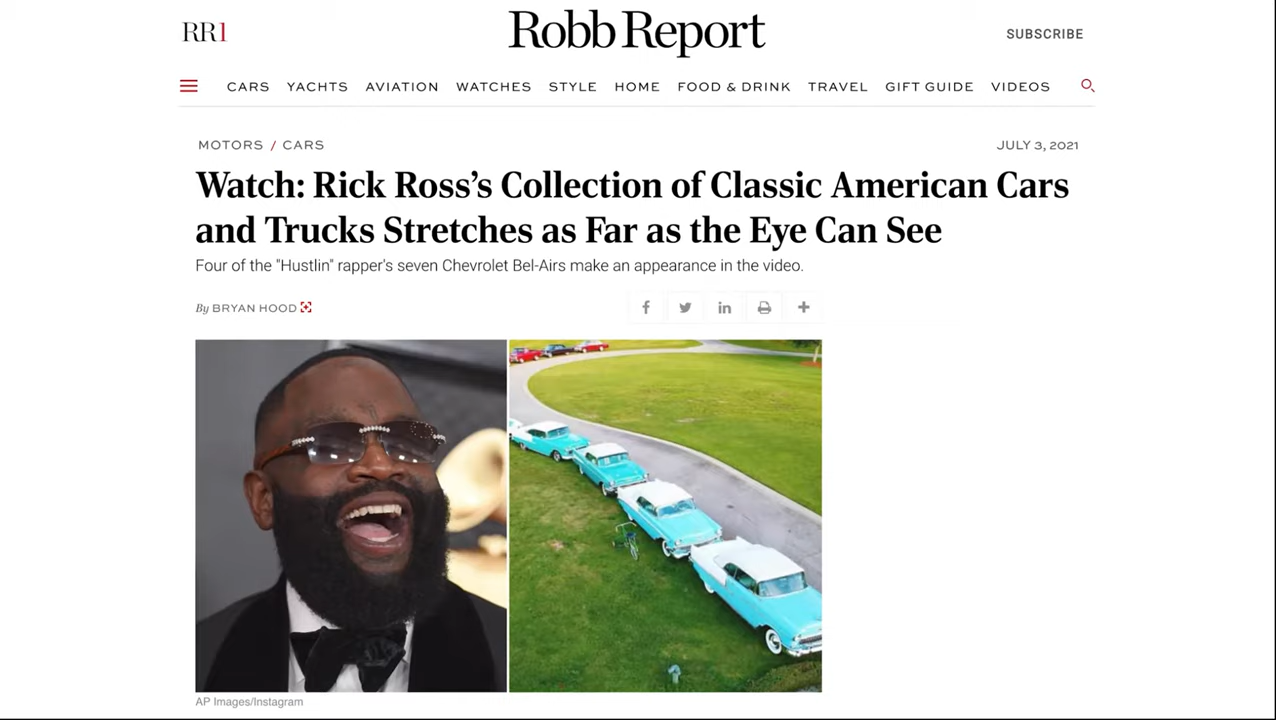 RR1
Robb Report
SUBSCRIBE
CARS YACHTS AVIATION WATCHES STYLE HOME FOOD & DRINK TRAVEL GIFT GUIDE VIDEOS
MOTORS / CARS
JULY 3, 2021
Watch: Rick Ross’s Collection of Classic American Cars
and Trucks Stretches as Far as the Eye Can See
Four of the "Hustlin" rapper's seven Chevrolet Bel-Airs make an appearance in the video.
By BRYAN HOOD
AP Images/Instagram